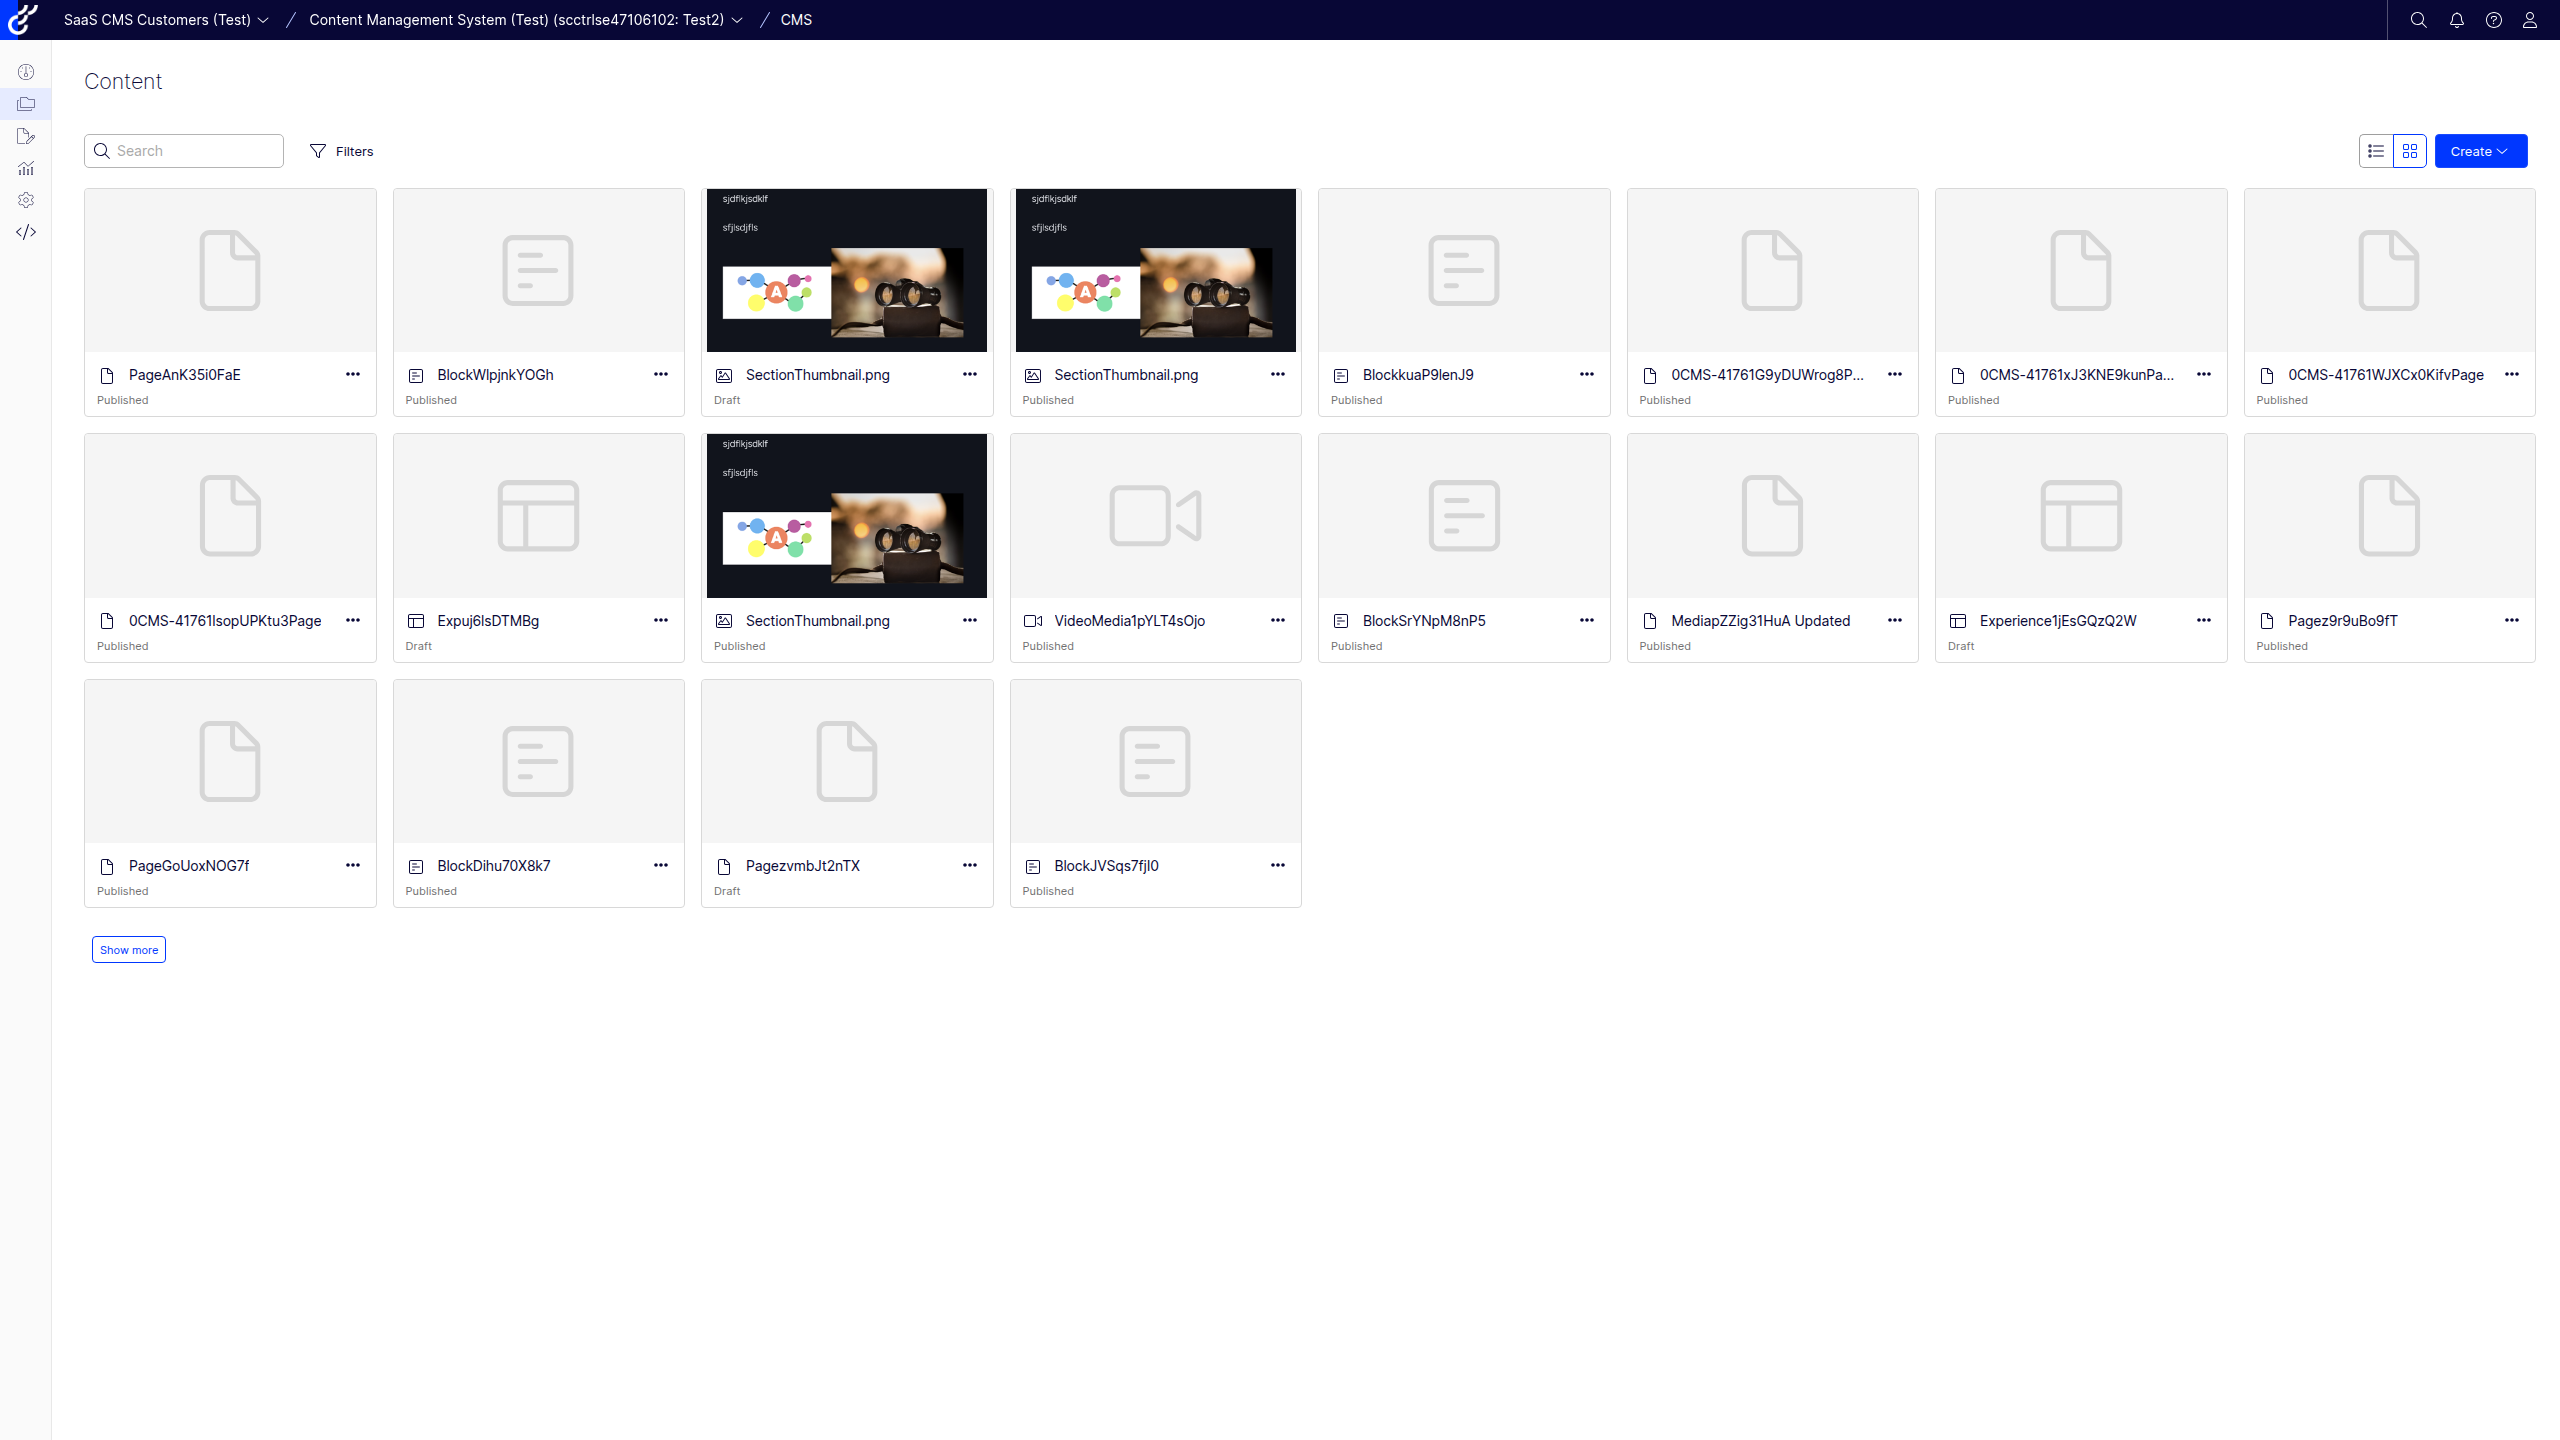 SaaS CMS Customers (Test) / Content Management System (Test) (scctrlse47106102: Test2) / CMS
Content
Search
Filters
Create
sjdflkjsdklf
sfjlsdjfls
A
sjdflkjsdklf
sfjlsdjfls
A
PageAnK35i0FaE
BlockWlpjnkYOGh
SectionThumbnail.png
SectionThumbnail.png
BlockkuaP9lenJ9
0CMS-41761G9yDUWrog8P...
0CMS-41761xJ3KNE9kunPa...
0CMS-41761WJXCx0KifvPage
Published
Published
Draft
Published
Published
Published
Published
Published
sjdflkjsdklf
sfjlsdjfls
A
0CMS-41761lsopUPKtu3Page
Expuj6lsDTMBg
SectionThumbnail.png
VideoMedia1pYLT4sOjo
BlockSrYNpM8nP5
MediapZZig31HuA Updated
Experience1jEsGQzQ2W
Pagez9r9uBo9fT
Published
Draft
Published
Published
Published
Published
Draft
Published
PageGoUoxNOG7f
BlockDihu70X8k7
PagezvmbJt2nTX
BlockJVSqs7fjI0
Published
Published
Draft
Published
Show more